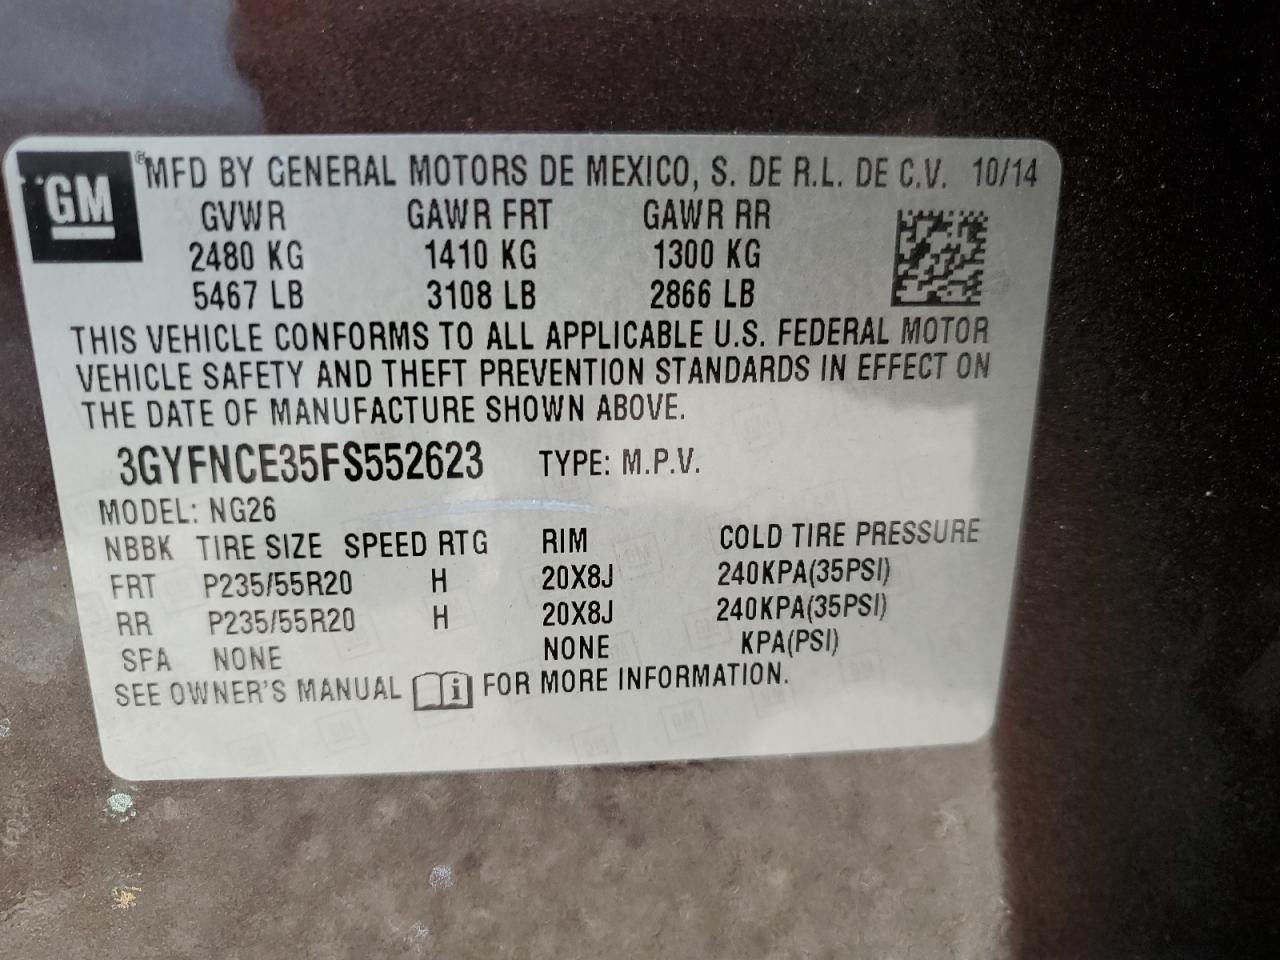 GM ® MFD BY GENERAL MOTORS DE MEXICO, S. DE R.L. DE C.V. 10/14
GVWR GAWR FRT GAWR RR
2480 KG 1410 KG 1300 KG
5467 LB 3108 LB 2866 LB
THIS VEHICLE CONFORMS TO ALL APPLICABLE U.S. FEDERAL MOTOR
VEHICLE SAFETY AND THEFT PREVENTION STANDARDS IN EFFECT ON
THE DATE OF MANUFACTURE SHOWN ABOVE.
3GYFNCE35FS552623 TYPE: M.P.V.
MODEL: NG26
NBBK TIRE SIZE SPEED RTG RIM COLD TIRE PRESSURE
FRT P235/55R20 H 20X8J 240KPA(35PSI)
RR P235/55R20 H 20X8J 240KPA(35PSI)
SPA NONE NONE KPA(PSI)
SEE OWNER'S MANUAL i FOR MORE INFORMATION.